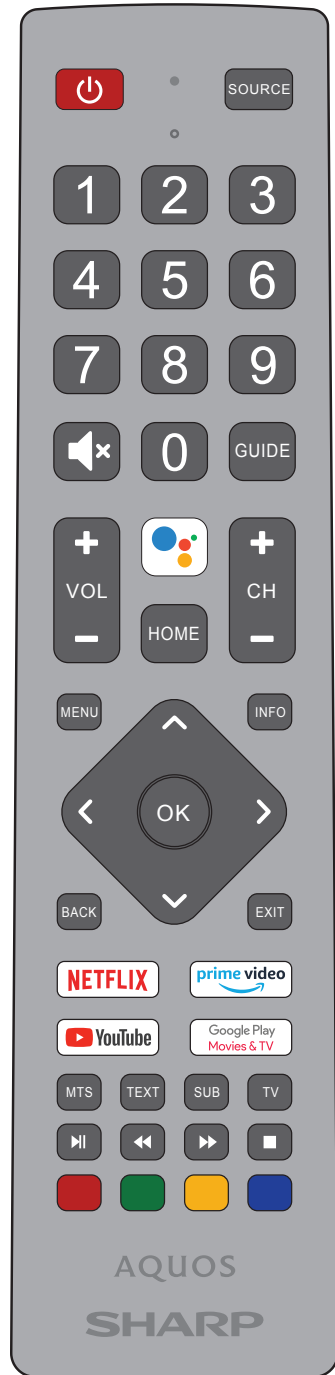 SOURCE
1 2 3
4 5 6
7 8 9
0 GUIDE
+ +
VOL CH
− −
HOME
MENU INFO
OK
BACK EXIT
NETFLIX prime video
YouTube Google Play Movies & TV
MTS TEXT SUB TV
AQUOS
SHARP